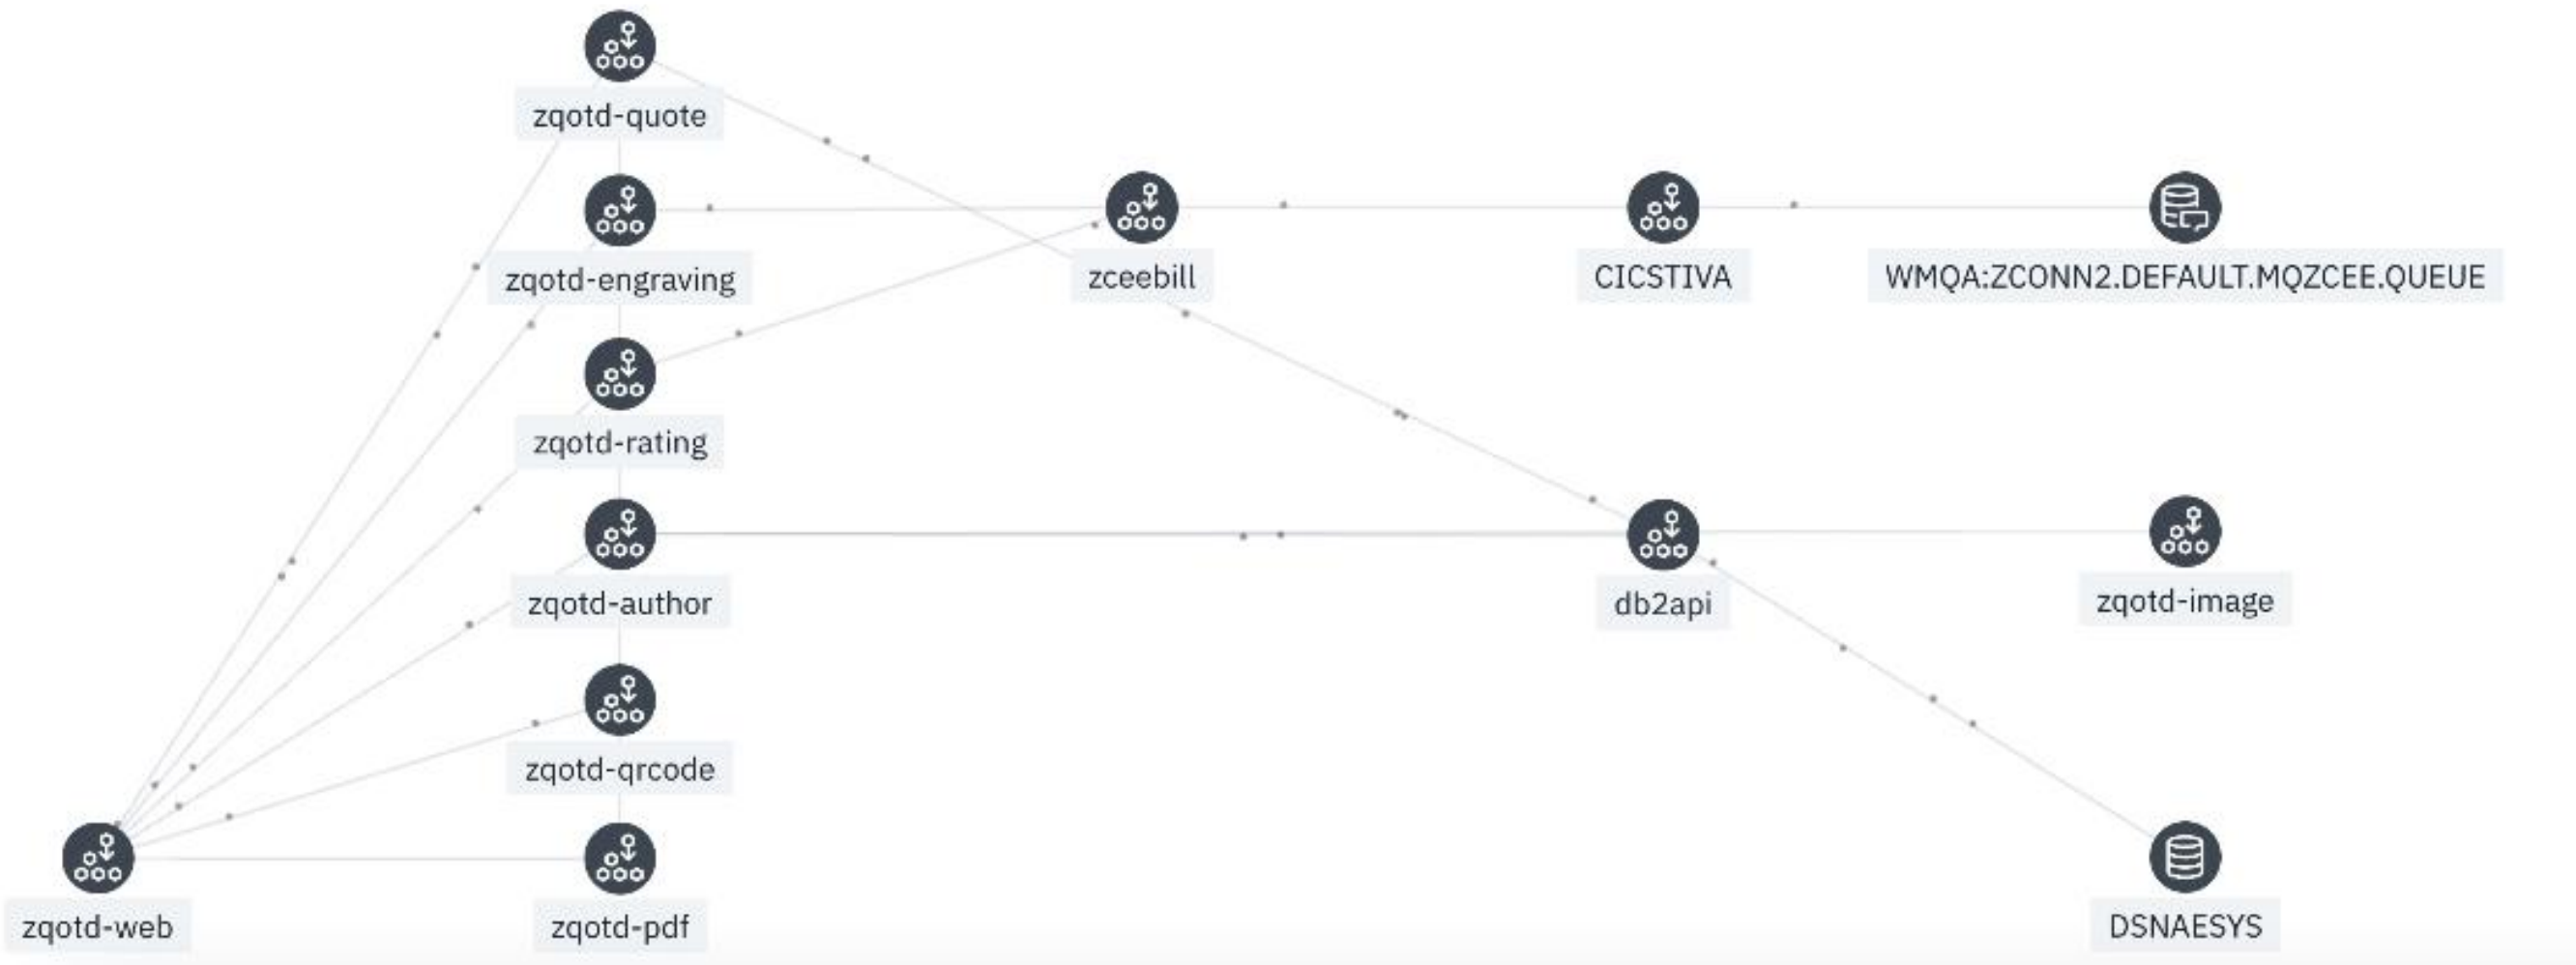 zqotd-quote
zqotd-engraving
zceebill
CICSTIVA
WMQA:ZCONN2.DEFAULT.MQZCEE.QUEUE
zqotd-rating
zqotd-author
db2api
zqotd-image
zqotd-qrcode
zqotd-web
zqotd-pdf
DSNAESYS